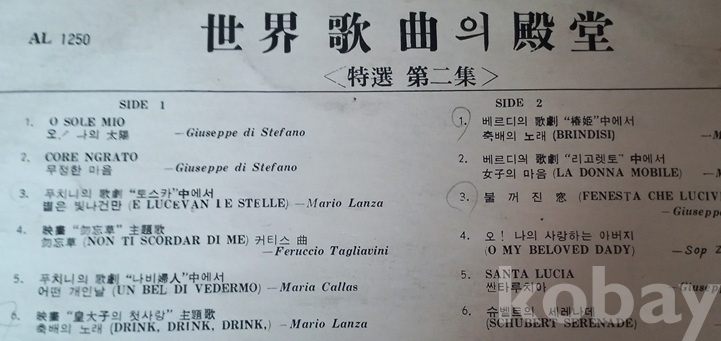 AL 1250
世界 歌曲의 殿堂
<特選 第二集>
SIDE 1
1. O SOLE MIO
오! 나의 太陽 —Giuseppe di Stefano
2. CORE NGRATO
무정한 마음 —Giuseppe di Stefano
3. 푸치니의 歌劇 "토스카" 中에서
별은 빛나건만 (E LUCEVAN IE STELLE) —Mario Lanza
4. 映畫 "勿忘草" 主題歌
勿忘草 (NON TI SCORDAR DI ME) 커티스 曲
—Feruccio Tagliavini
5. 푸치니의 歌劇 "나비婦人" 中에서
어떤 개인날 (UN BEL DI VEDERMO) —Maria Callas
6. 映畫 "皇太子의 첫사랑" 主題歌
축배의 노래 (DRINK, DRINK, DRINK,) —Mario Lanza
SIDE 2
1. 베르디의 歌劇 "椿姫" 中에서
축배의 노래 (BRINDISI) —M
2. 베르디의 歌劇 "리고렛토" 中에서
女子의 마음 (LA DONNA MOBILE) —M
3. 불 꺼진 窓 (FENESTA CHE LUCIV
—Giusepp
4. 오! 나의 사랑하는 아버지
(O MY BELOVED DADY) —Sop
5. SANTA LUCIA
싼타루치아 —Giusepp
6. 슈벨트의 세레나데
(SCHUBERT SERENADE)
kobay